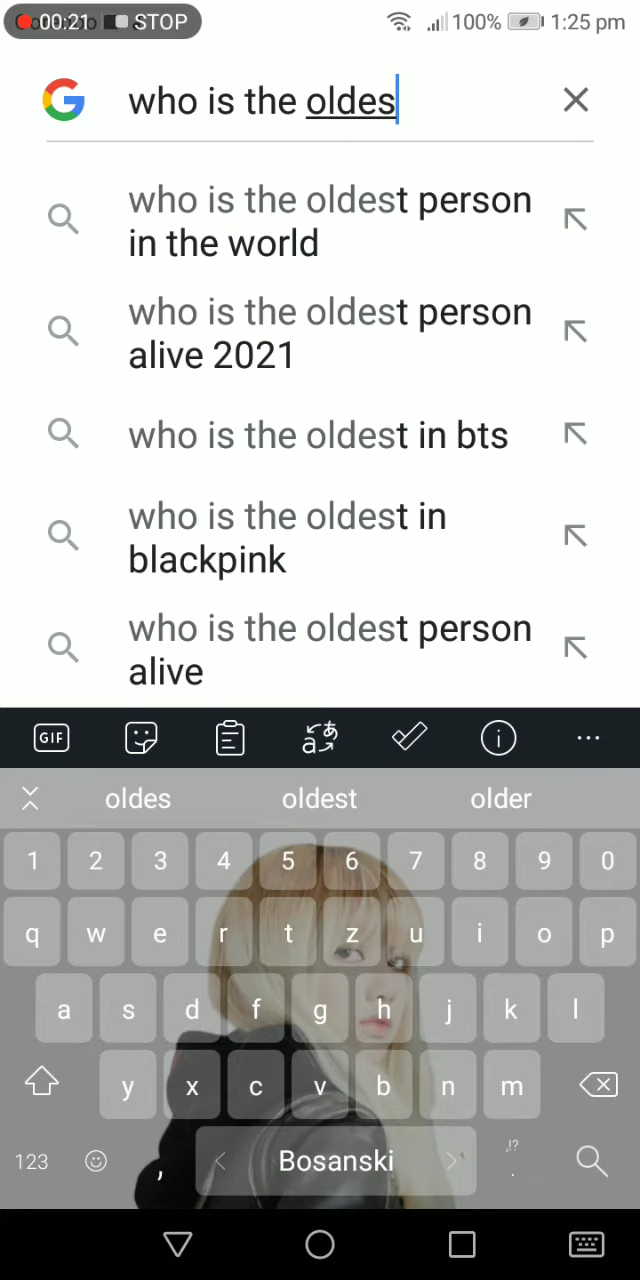 00:21 STOP 100% 1:25 pm
who is the oldes
who is the oldest person
in the world
who is the oldest person
alive 2021
who is the oldest in bts
who is the oldest in
blackpink
who is the oldest person
alive
GIF
oldes oldest older
1 2 3 4 5 6 7 8 9 0
q w e r t z u i o p
a s d f g h j k l
y x c v b n m
123 , Bosanski ,!? .